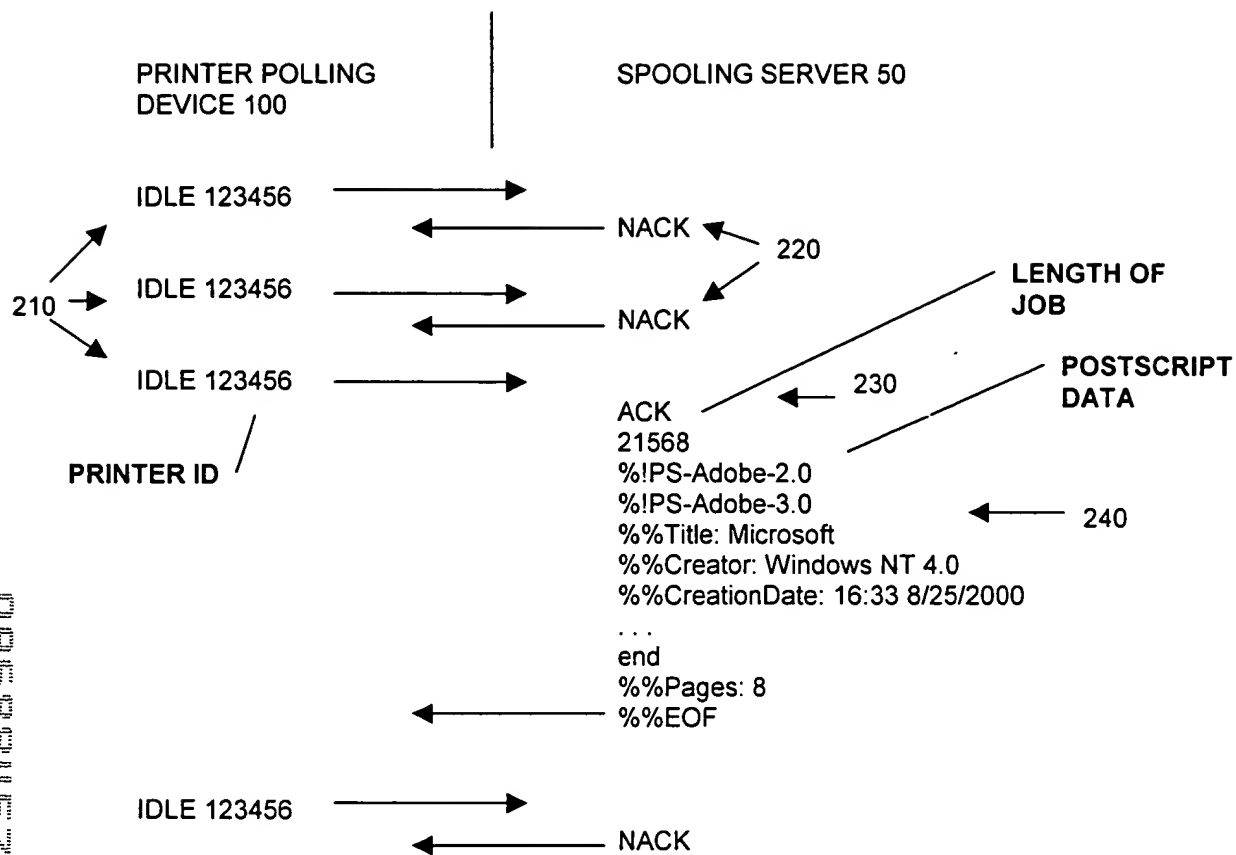 PRINTER POLLING
DEVICE 100
SPOOLING SERVER 50
IDLE 123456
NACK
220
210
IDLE 123456
NACK
LENGTH OF
JOB
IDLE 123456
230
POSTSCRIPT
DATA
PRINTER ID
ACK
21568
%!PS-Adobe-2.0
%!PS-Adobe-3.0
240
%%Title: Microsoft
%%Creator: Windows NT 4.0
%%CreationDate: 16:33 8/25/2000
. . .
end
%%Pages: 8
%%EOF
IDLE 123456
NACK